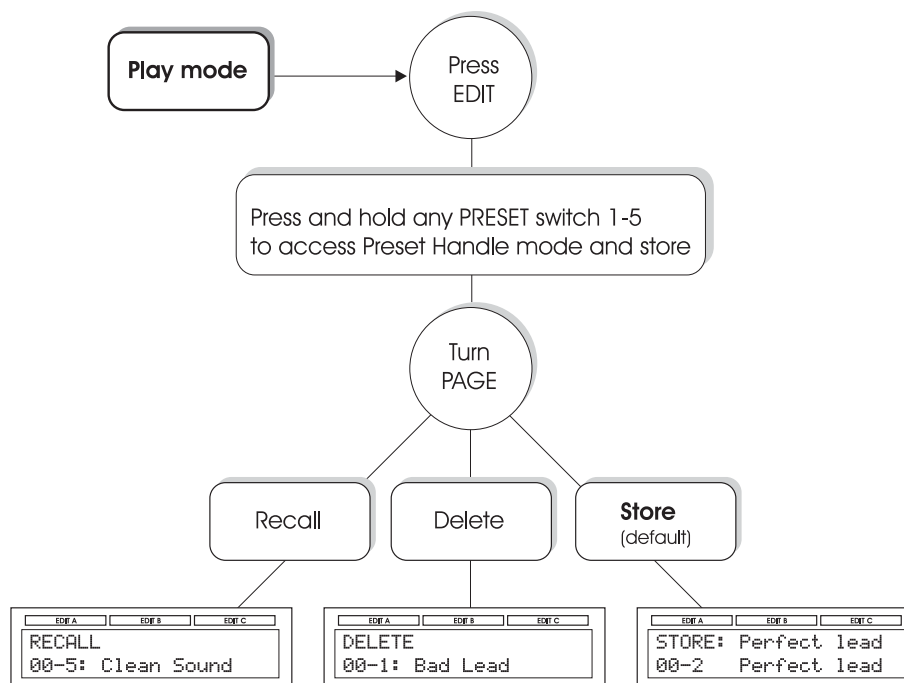 Play mode
Press
EDIT
Press and hold any PRESET switch 1-5
to access Preset Handle mode and store
Turn
PAGE
Recall
Delete
Store
(default)
EDIT A EDIT B EDIT C
RECALL
00-5: Clean Sound
EDIT A EDIT B EDIT C
DELETE
00-1: Bad Lead
EDIT A EDIT B EDIT C
STORE: Perfect lead
00-2 Perfect lead